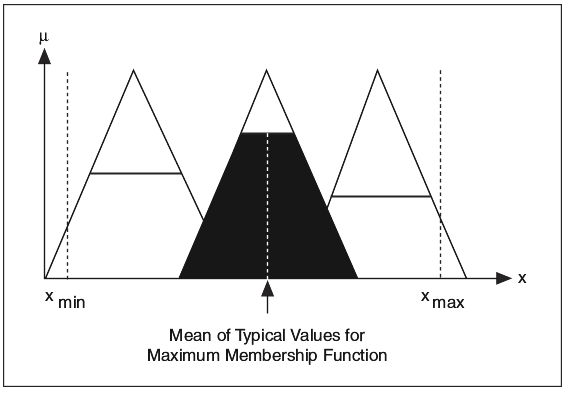 μ
x
x min
x max
Mean of Typical Values for
Maximum Membership Function